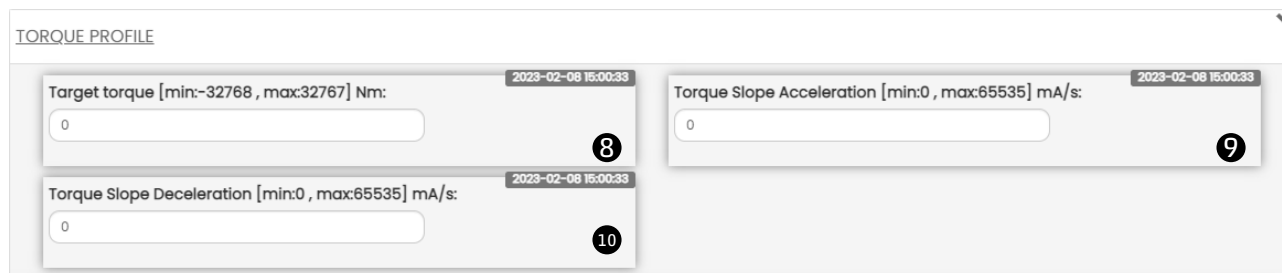 TORQUE PROFILE
2023-02-08 15:00:33
Target torque [min:-32768 , max:32767] Nm:
0
8
2023-02-08 15:00:33
Torque Slope Acceleration [min:0 , max:65535] mA/s:
0
9
2023-02-08 15:00:33
Torque Slope Deceleration [min:0 , max:65535] mA/s:
0
10